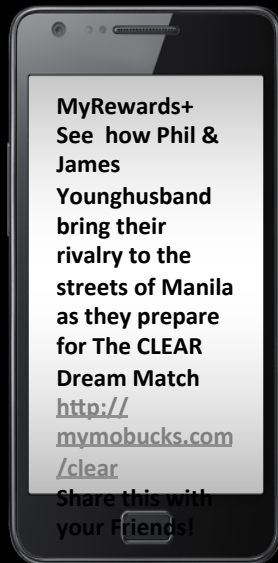 MyRewards+
See how Phil &
James
Younghusband
bring their
rivalry to the
streets of Manila
as they prepare
for The CLEAR
Dream Match
http://
mymobucks.com
/clear
Share this with
your Friends!